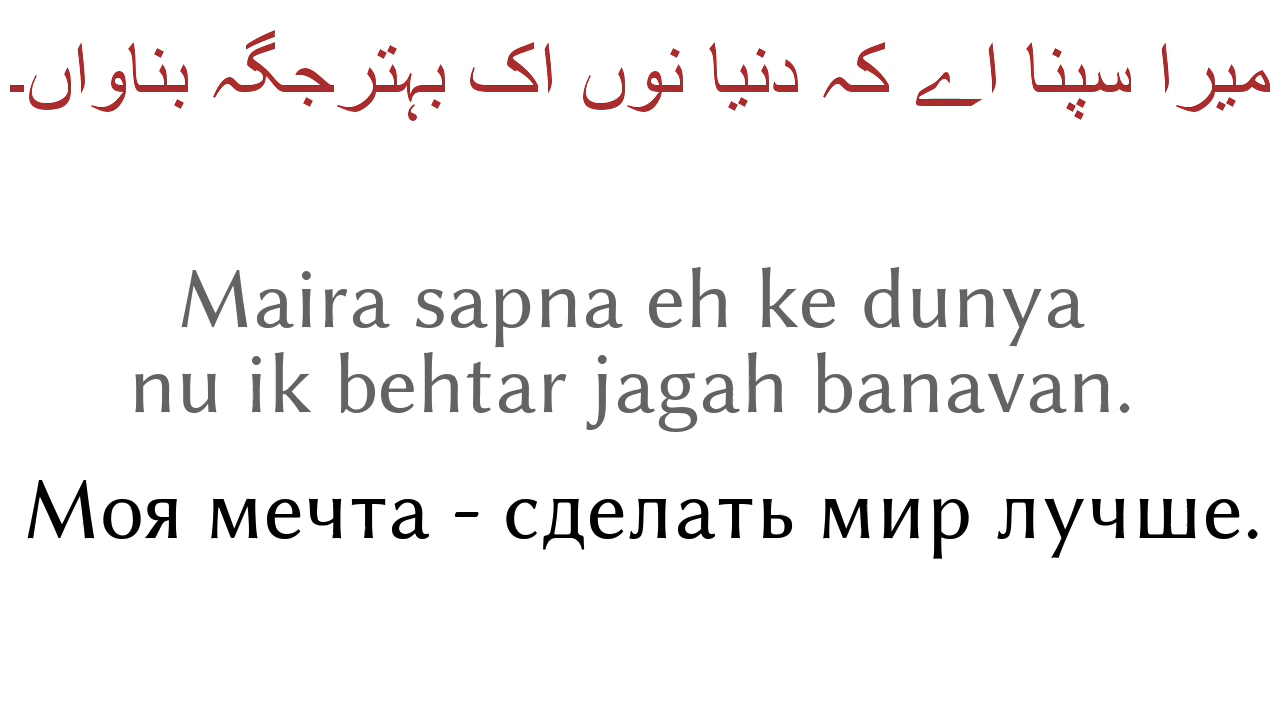 میرا سپنا اے کہ دنیا نوں اک بہترجگہ بناواں۔
Maira sapna eh ke dunya
nu ik behtar jagah banavan.
Моя мечта - сделать мир лучше.